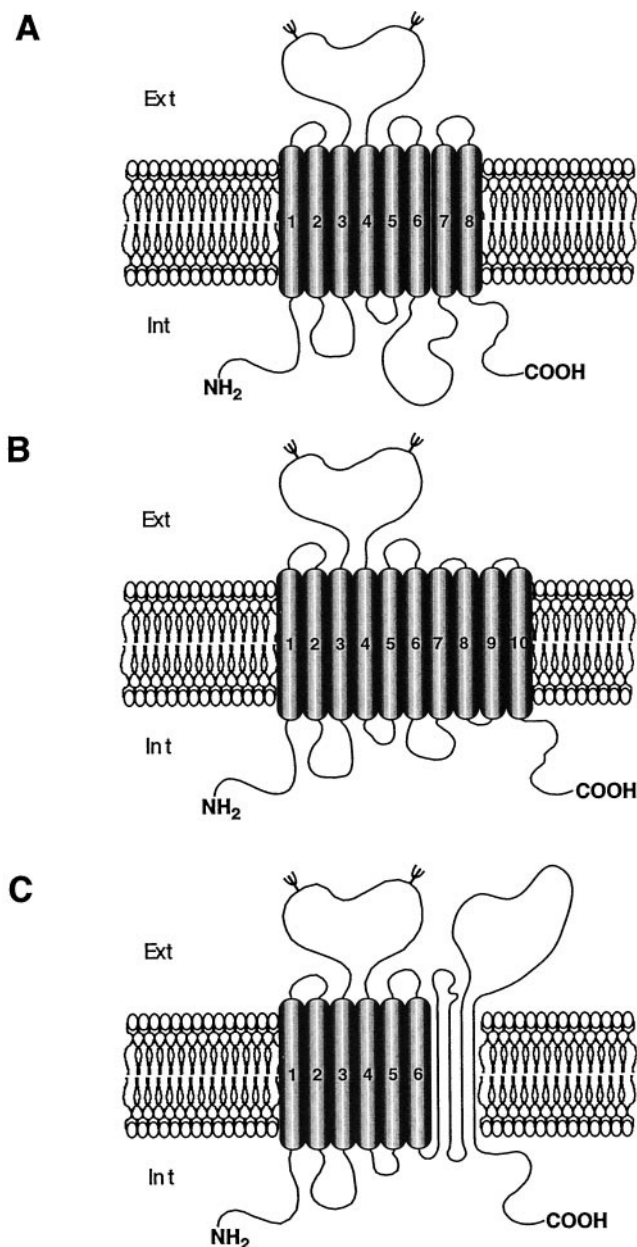 A
Ext
1 2 3 4 5 6 7 8
Int
NH2
COOH
B
Ext
1 2 3 4 5 6 7 8 9 10
Int
NH2
COOH
C
Ext
1 2 3 4 5 6
Int
NH2
COOH